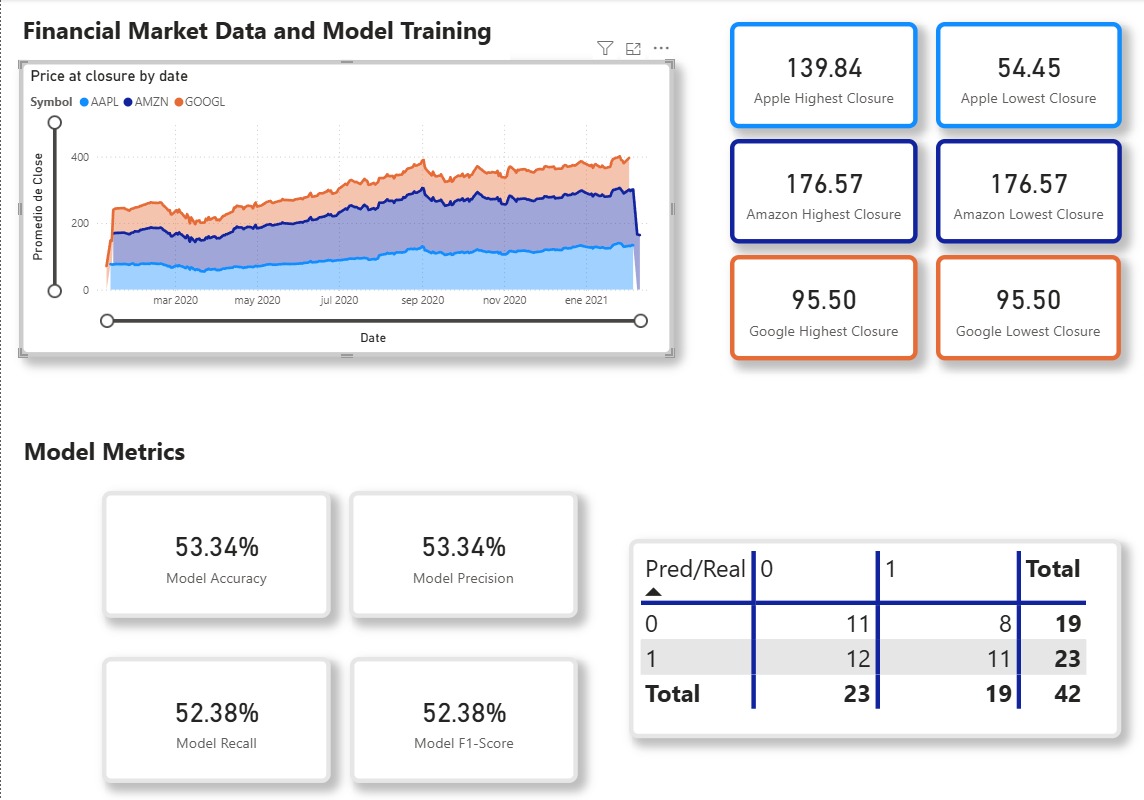 Financial Market Data and Model Training
Price at closure by date
Symbol AAPL AMZN GOOGL
Promedio de Close
400
200
0
mar 2020 may 2020 jul 2020 sep 2020 nov 2020 ene 2021
Date
139.84
Apple Highest Closure
54.45
Apple Lowest Closure
176.57
Amazon Highest Closure
176.57
Amazon Lowest Closure
95.50
Google Highest Closure
95.50
Google Lowest Closure
Model Metrics
53.34%
Model Accuracy
53.34%
Model Precision
52.38%
Model Recall
52.38%
Model F1-Score
Pred/Real 0 1 Total
0 11 8 19
1 12 11 23
Total 23 19 42